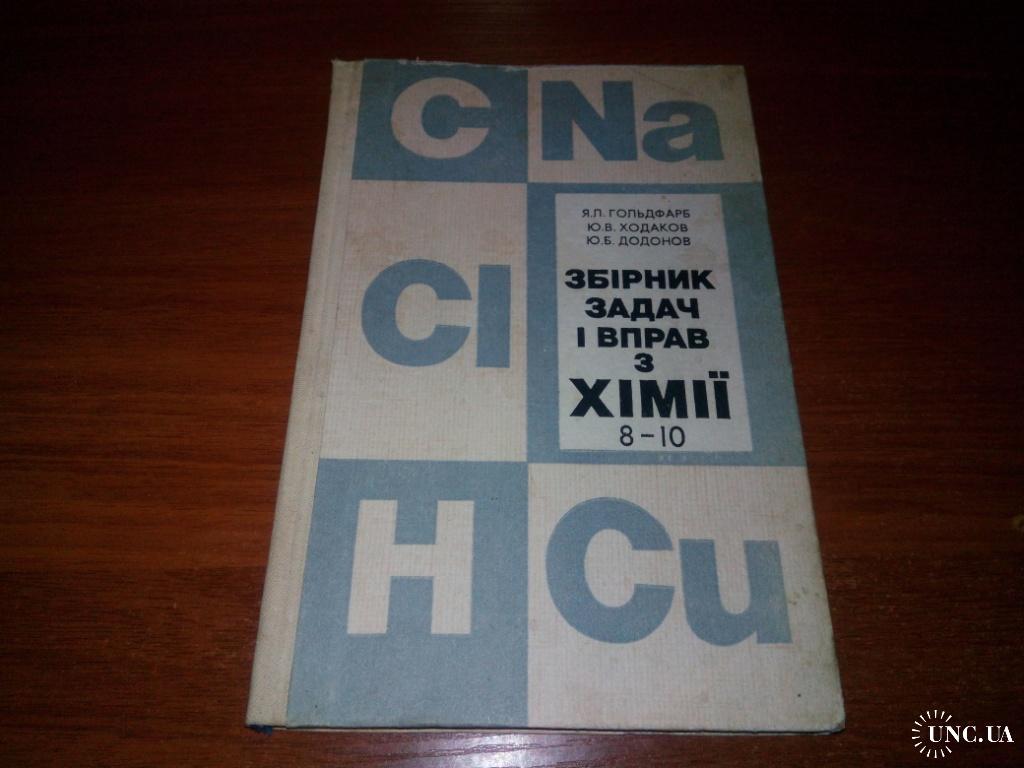 C Na
Я.Л. ГОЛЬДФАРБ
Ю.В. ХОДАКОВ
Ю.Б. ДОДОНОВ
ЗБІРНИК
ЗАДАЧ
І ВПРАВ
З
ХІМІЇ
8-10
Cl
H Cu
UNC.UA